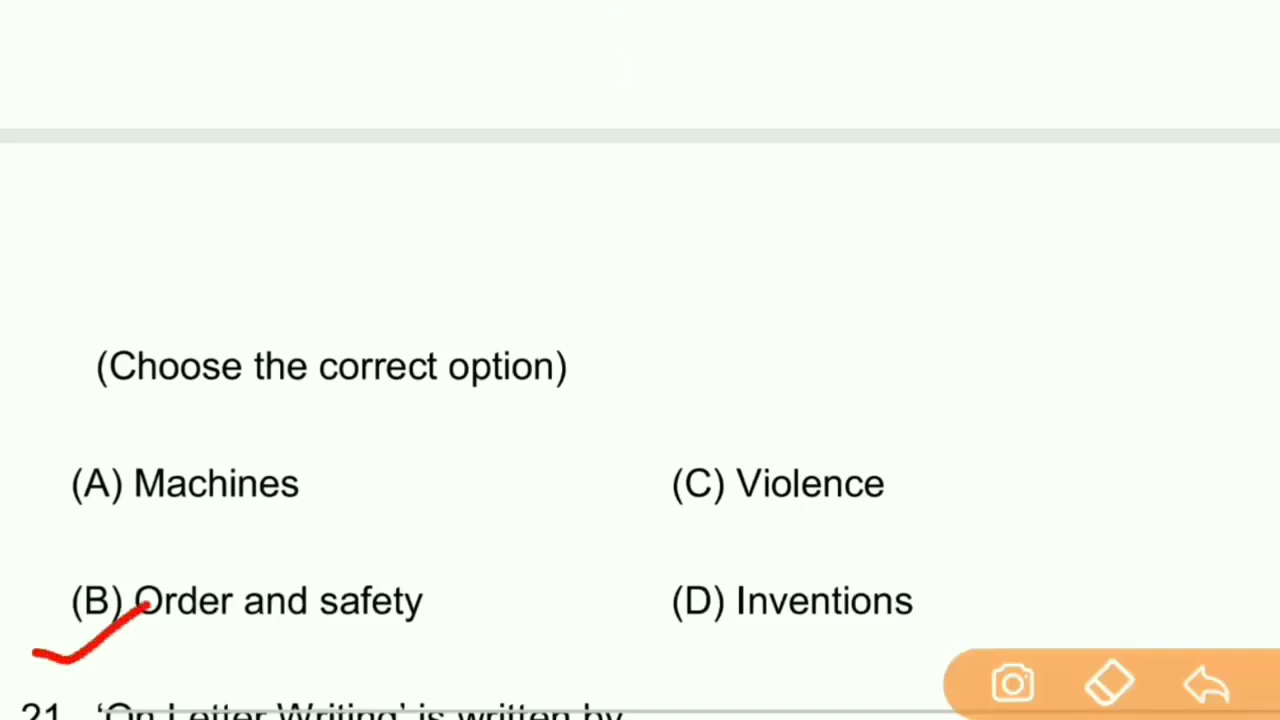 (Choose the correct option)
(A) Machines
(C) Violence
(B) Order and safety
(D) Inventions
21. ‘On Letter Writing’ is written by